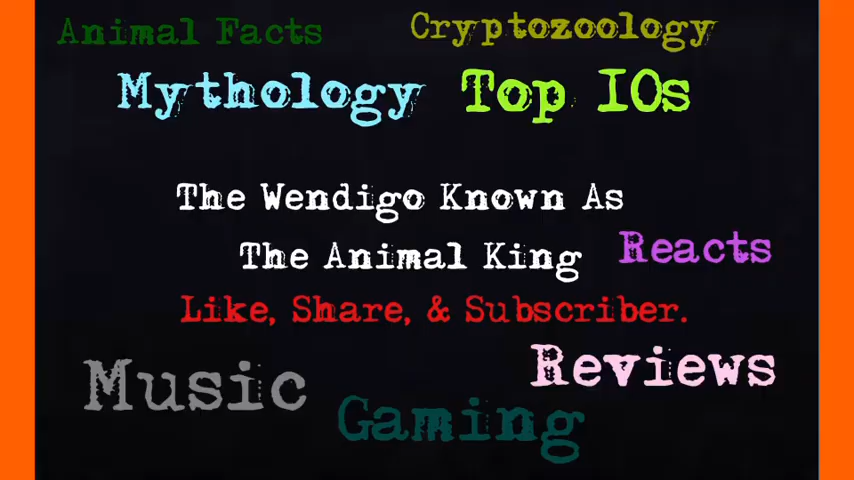 Animal Facts
Cryptozoology
Mythology
Top 10s
The Wendigo Known As
The Animal King
Reacts
Like, Share, & Subscriber.
Reviews
Music
Gaming